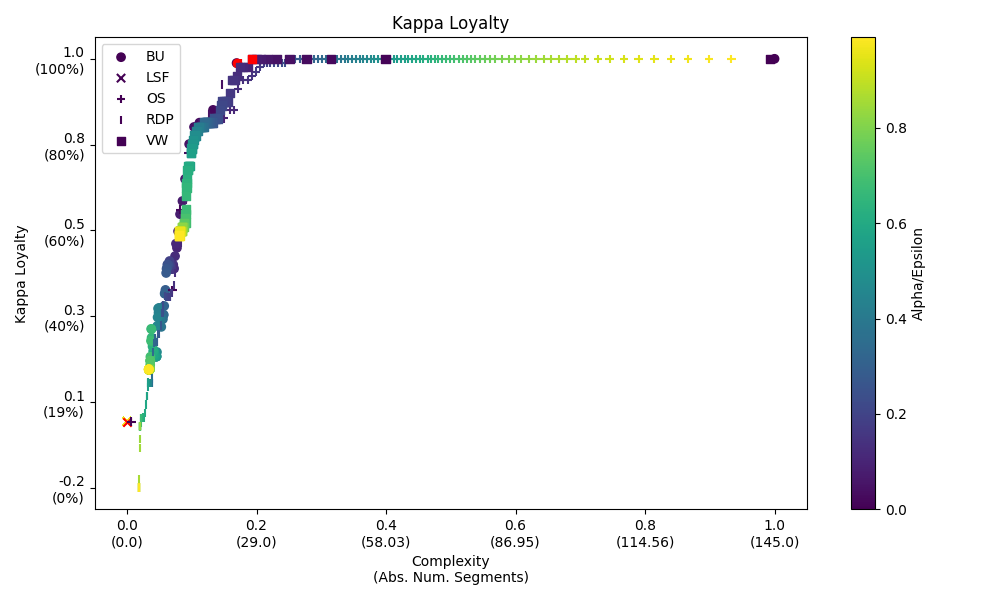 Kappa Loyalty
BU
LSF
OS
RDP
VW
1.0
(100%)
0.8
(80%)
0.5
(60%)
0.3
(40%)
0.1
(19%)
-0.2
(0%)
Kappa Loyalty
0.0
(0.0)
0.2
(29.0)
0.4
(58.03)
0.6
(86.95)
0.8
(114.56)
1.0
(145.0)
Complexity
(Abs. Num. Segments)
0.8
0.6
0.4
0.2
0.0
Alpha/Epsilon